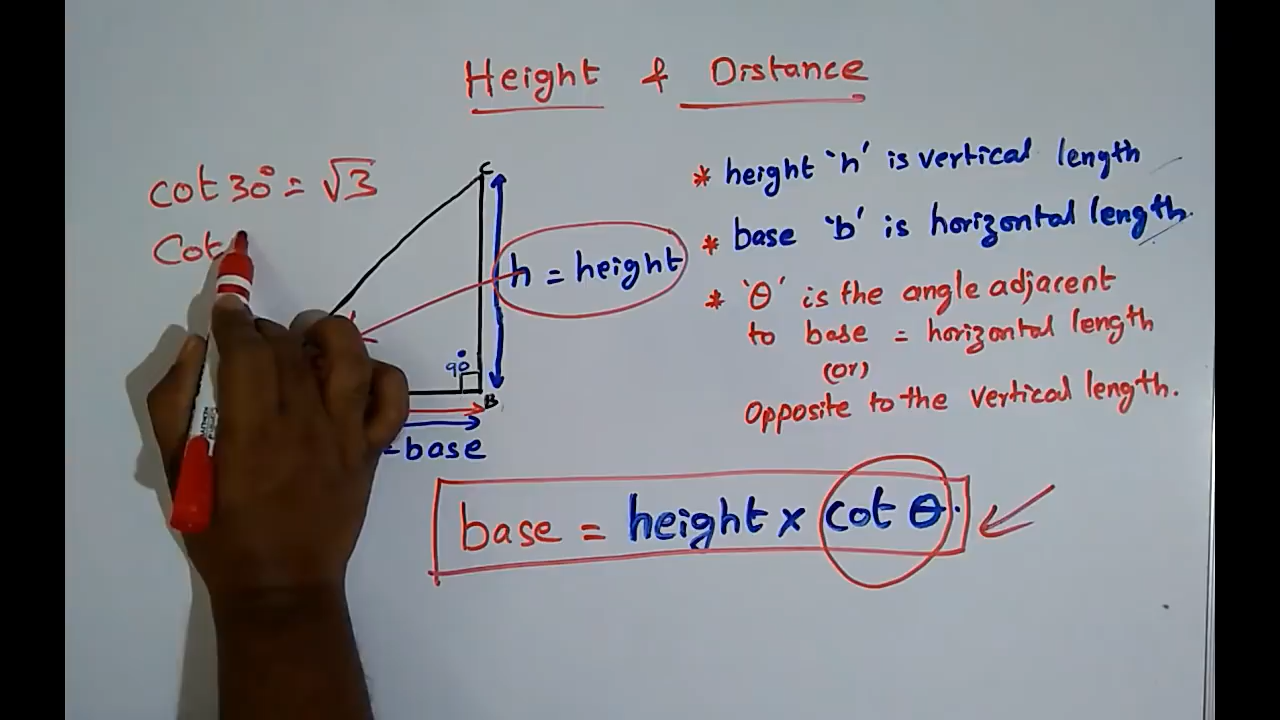 Height & Distance
cot 30° = √3
Cot
C
h = height
90°
B
= base
* height 'h' is vertical length
* base 'b' is horizontal length.
* 'θ' is the angle adjacent
to base = horizontal length
(or)
Opposite to the vertical length.
base = height x cot θ.